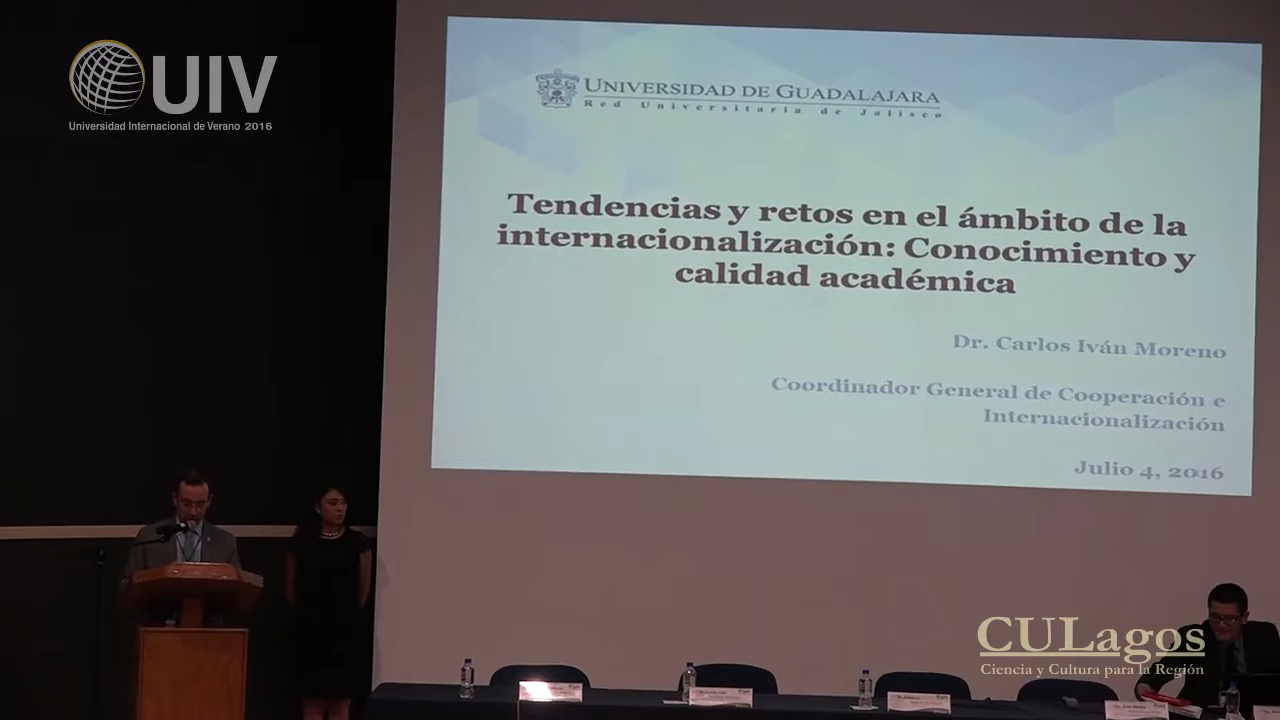 UIV
Universidad Internacional de Verano 2016
UNIVERSIDAD DE GUADALAJARA
Red Universitaria de Jalisco
Tendencias y retos en el ámbito de la
internacionalización: Conocimiento y
calidad académica
Dr. Carlos Iván Moreno
Coordinador General de Cooperación e
Internacionalización
Julio 4, 2016
CULagos
Ciencia y Cultura para la Región